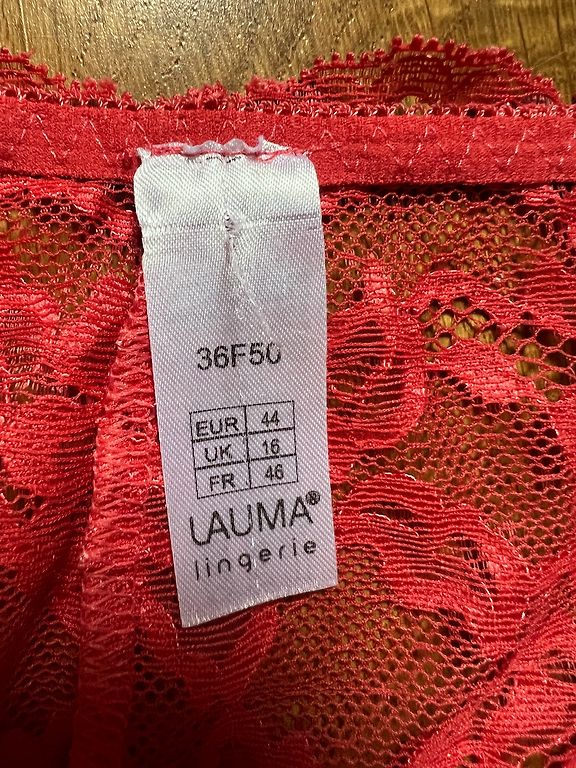 36F50
EUR 44
UK 16
FR 46
LAUMA®
lingerie